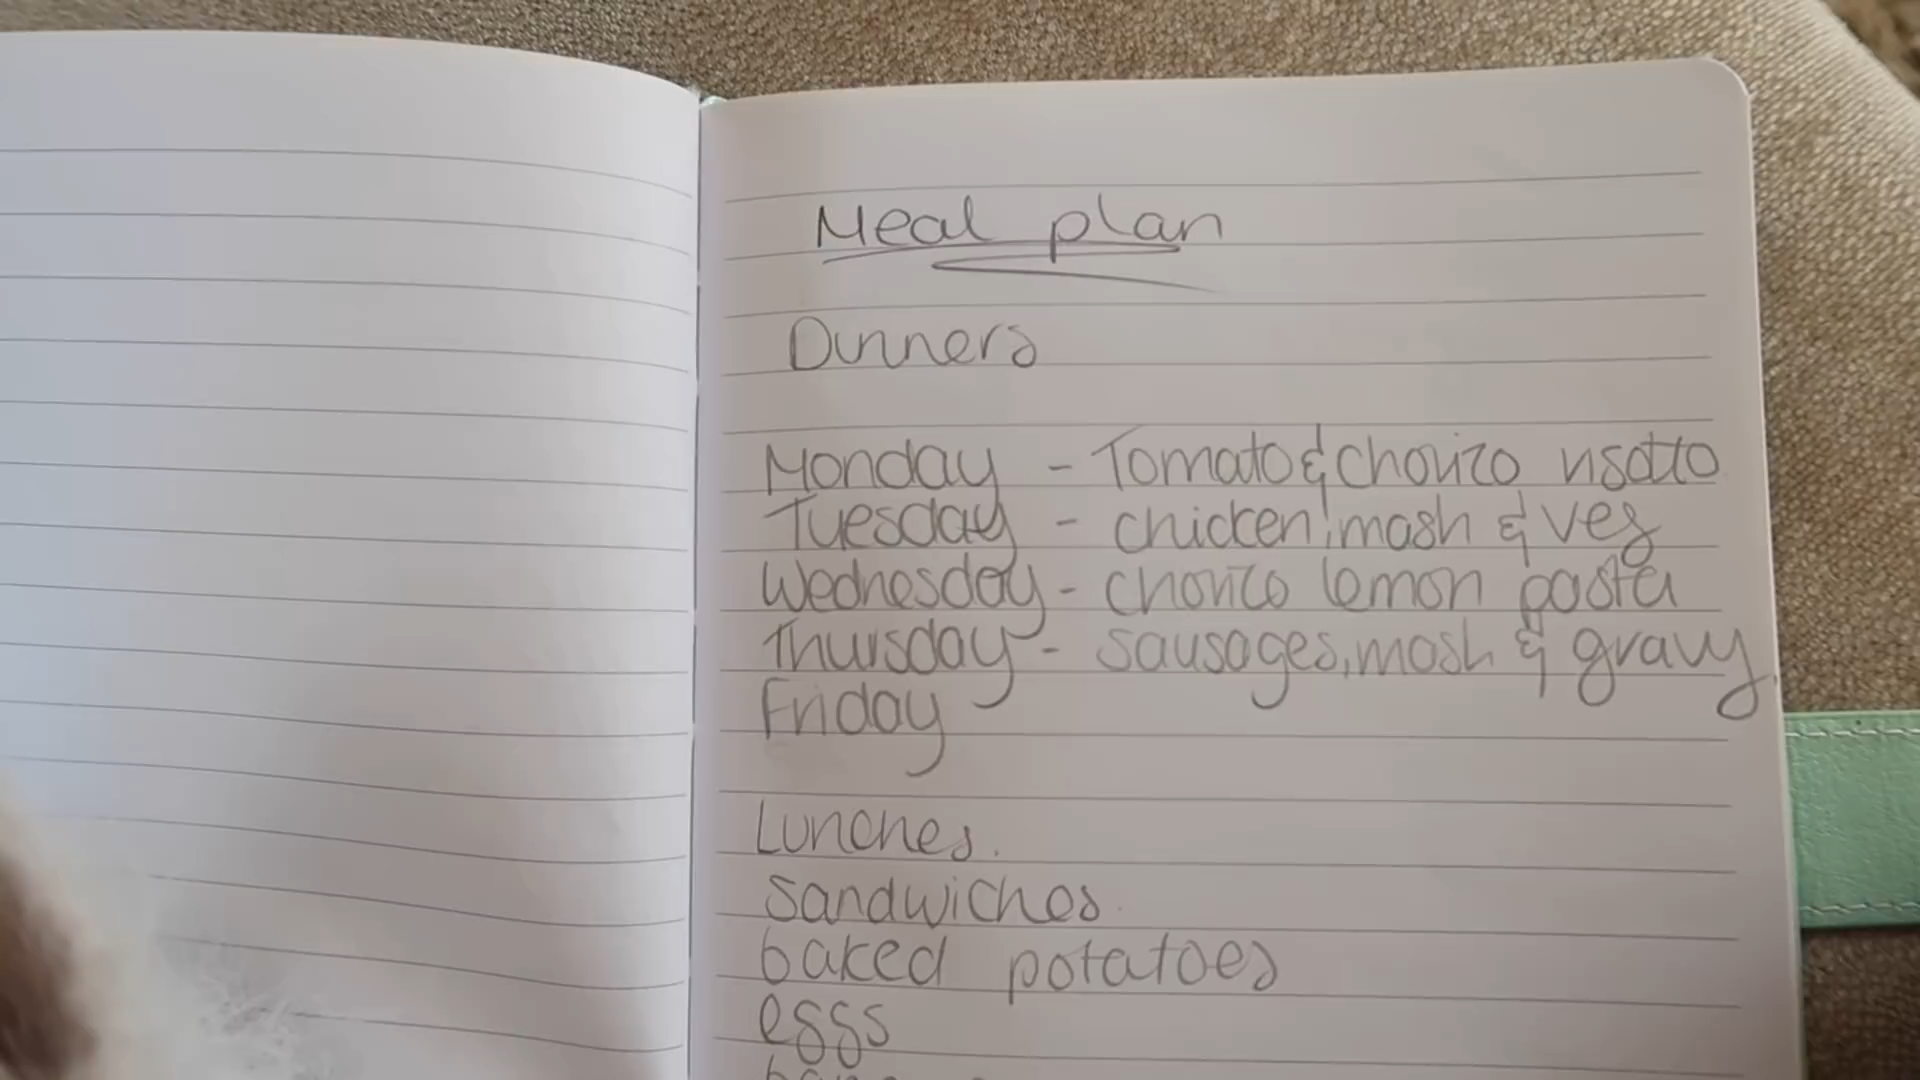 Meal plan
Dinners
Monday - Tomato & chorizo risotto
Tuesday - chicken, mash & veg
Wednesday - chorizo lemon pasta
Thursday - sausages, mash & gravy
Friday
Lunches.
sandwiches
baked potatoes
eggs